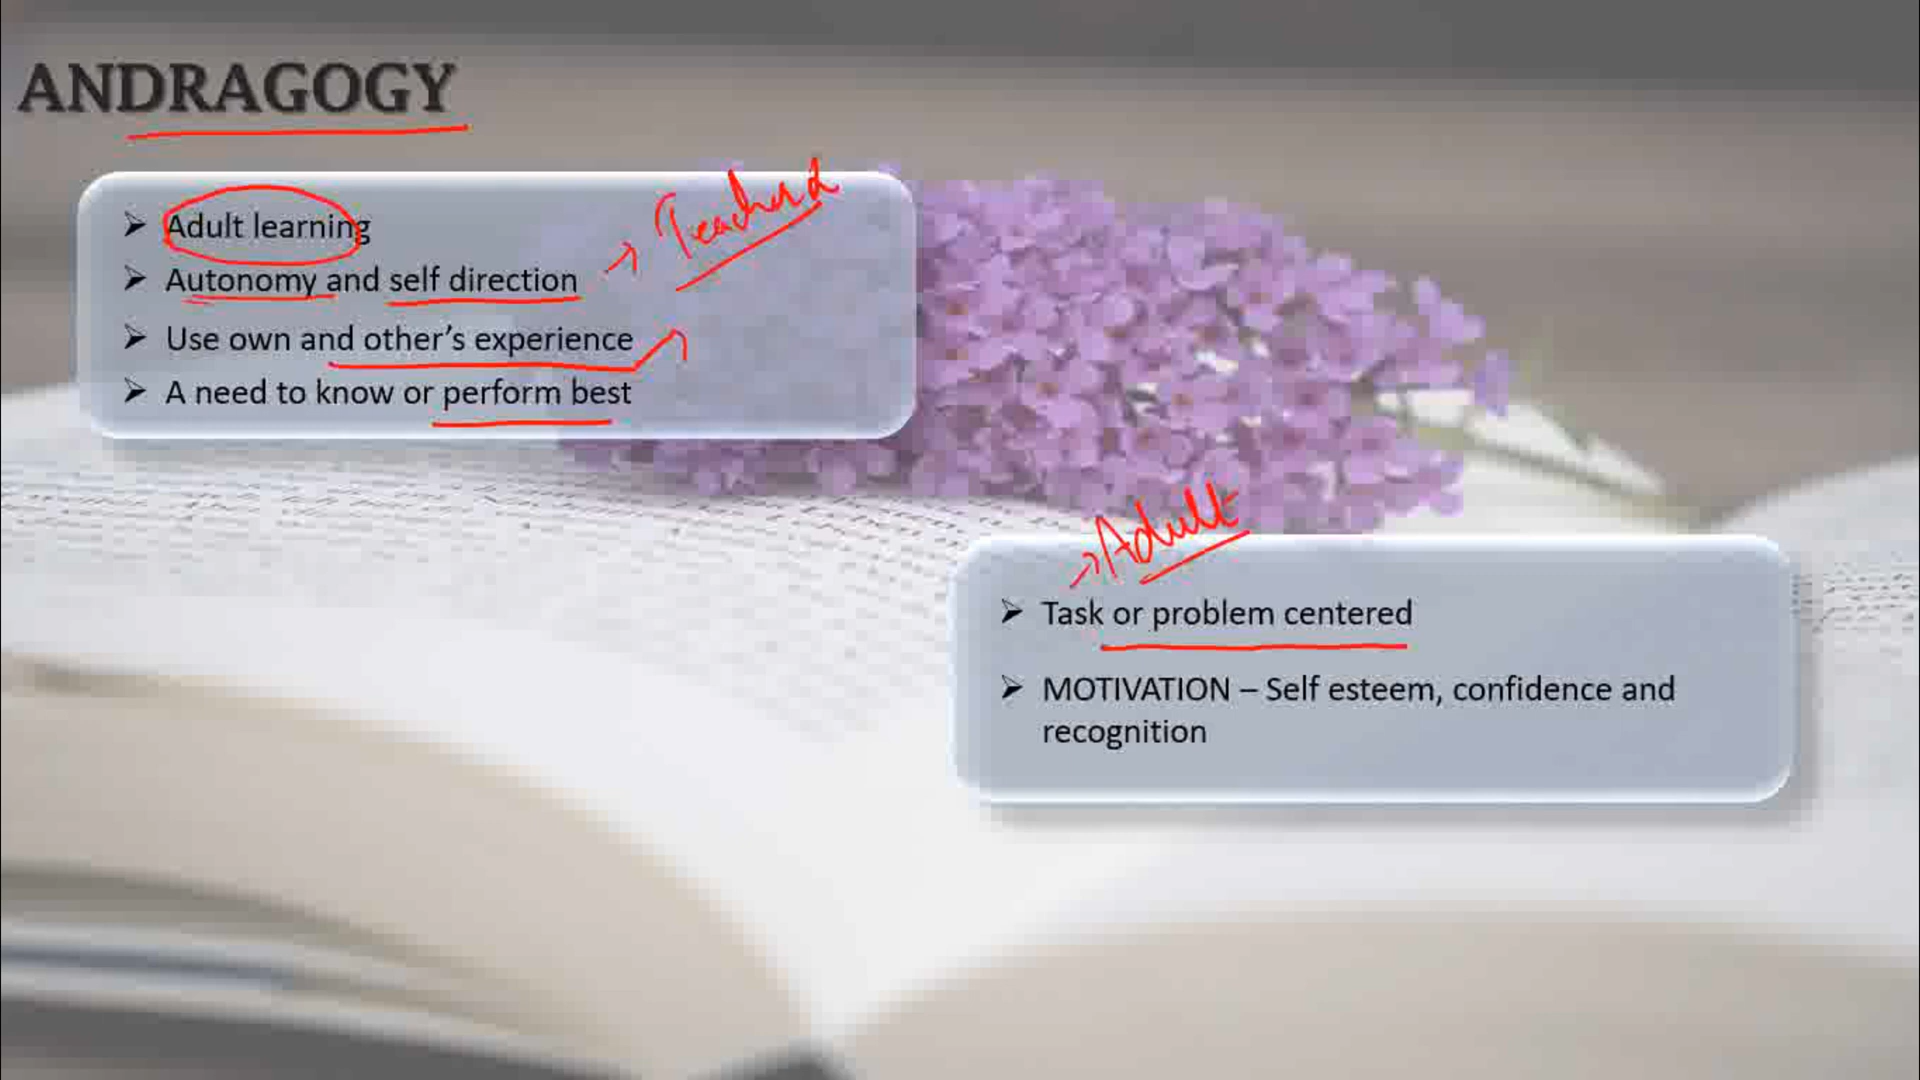 ANDRAGOGY
➢ Adult learning
➢ Autonomy and self direction → Teacher
➢ Use own and other's experience
➢ A need to know or perform best
→ Adult
➢ Task or problem centered
➢ MOTIVATION – Self esteem, confidence and
recognition